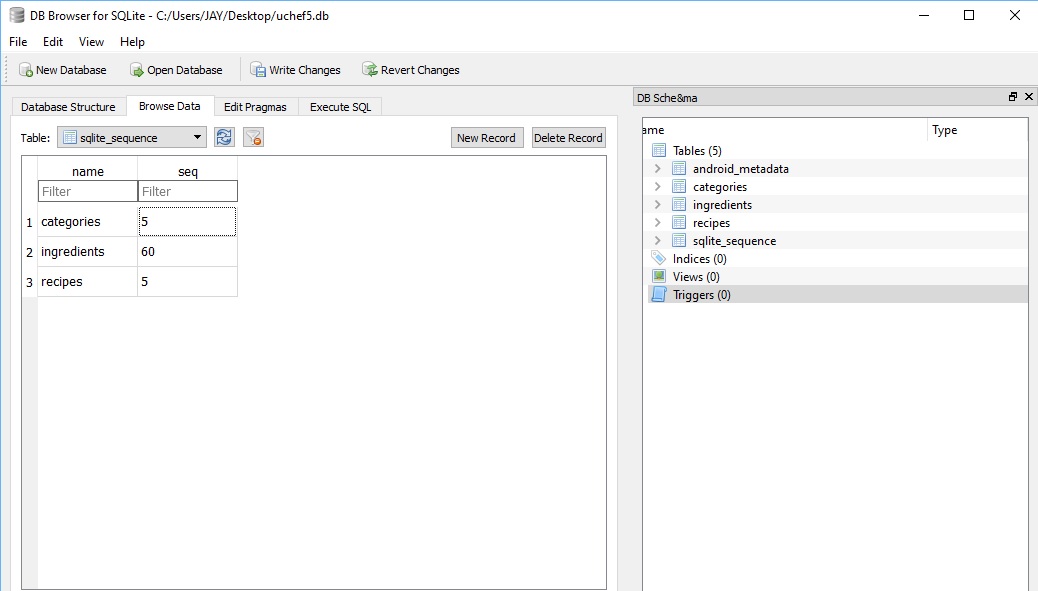 DB Browser for SQLite - C:/Users/JAY/Desktop/uchef5.db
File Edit View Help
New Database Open Database Write Changes Revert Changes
Database Structure Browse Data Edit Pragmas Execute SQL
Table: sqlite_sequence New Record Delete Record
name seq
Filter Filter
1 categories 5
2 ingredients 60
3 recipes 5
DB Sche&ma
ame Type
Tables (5)
android_metadata
categories
ingredients
recipes
sqlite_sequence
Indices (0)
Views (0)
Triggers (0)